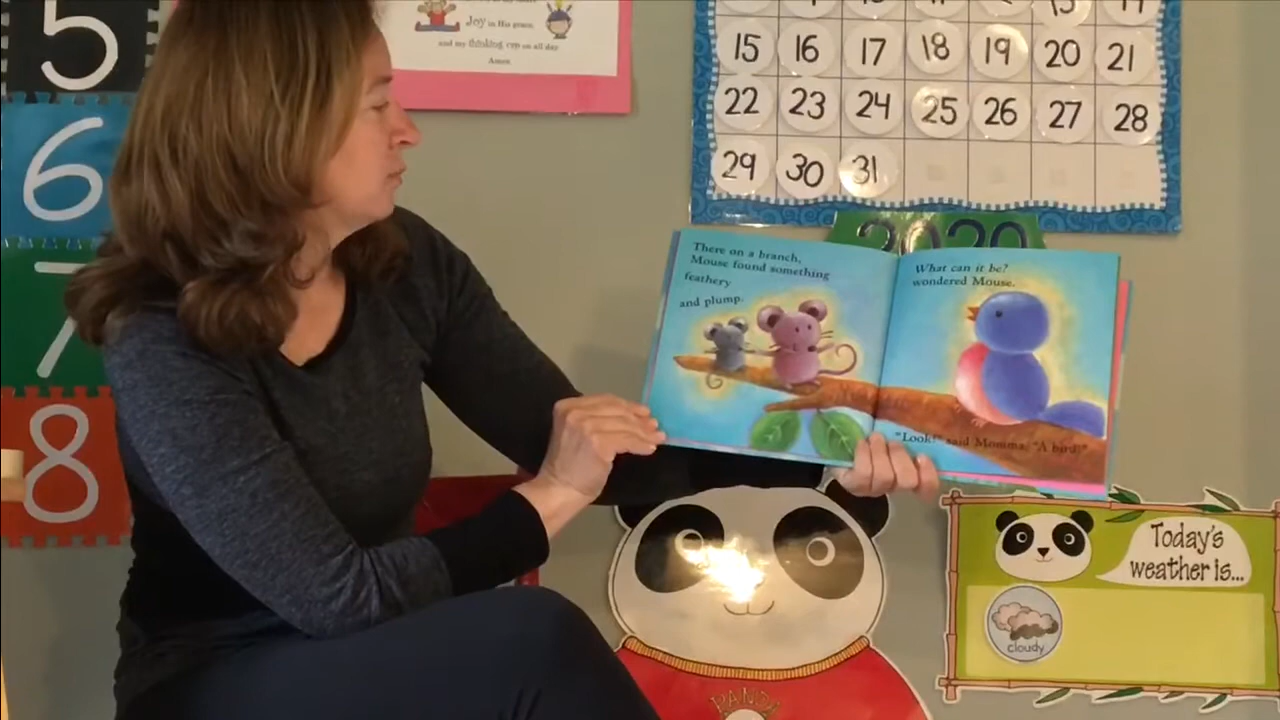 5
6
7
8
Joy in His grace,
and my thinking cap on all day
Amen
15 16 17 18 19 20 21
22 23 24 25 26 27 28
29 30 31
2020
There on a branch,
Mouse found something
feathery
and plump.
What can it be?
wondered Mouse.
"Look!" said Momma. "A bird!"
Today's
weather is...
cloudy
PANDA